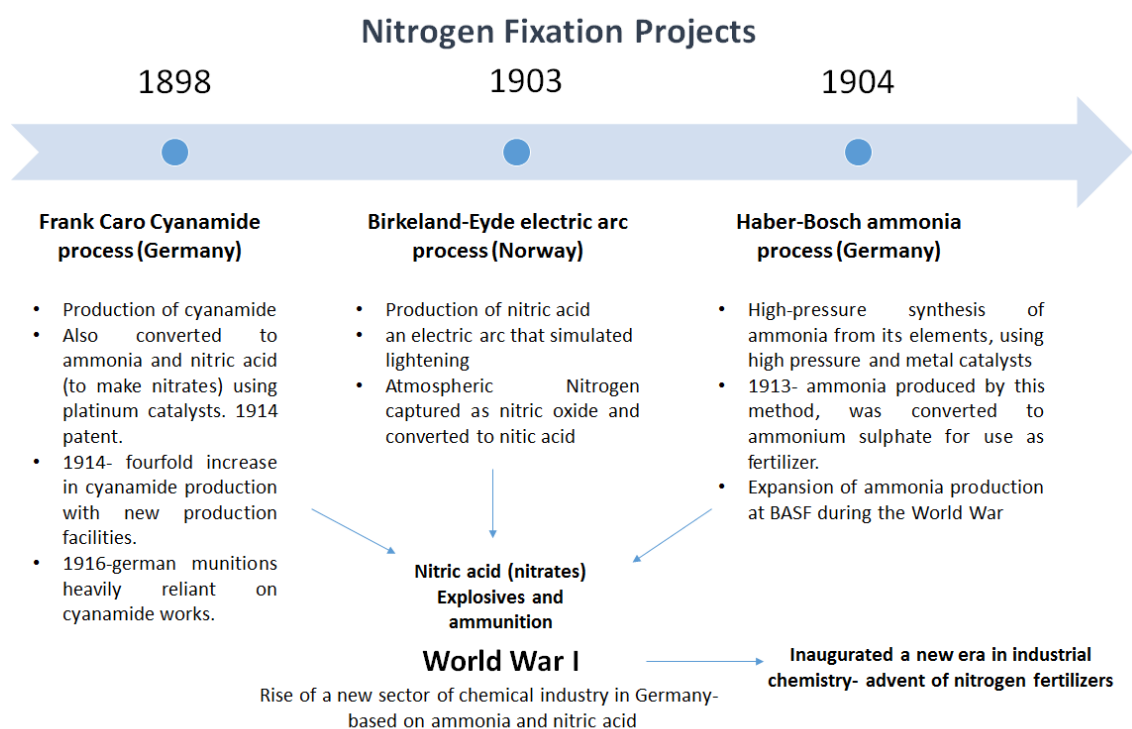 Nitrogen Fixation Projects
1898
1903
1904
Frank Caro Cyanamide
process (Germany)
• Production of cyanamide
• Also converted to
ammonia and nitric acid
(to make nitrates) using
platinum catalysts. 1914
patent.
• 1914- fourfold increase
in cyanamide production
with new production
facilities.
• 1916-german munitions
heavily reliant on
cyanamide works.
Birkeland-Eyde electric arc
process (Norway)
• Production of nitric acid
• an electric arc that simulated
lightening
• Atmospheric Nitrogen
captured as nitric oxide and
converted to nitic acid
Haber-Bosch ammonia
process (Germany)
• High-pressure synthesis of
ammonia from its elements, using
high pressure and metal catalysts
• 1913- ammonia produced by this
method, was converted to
ammonium sulphate for use as
fertilizer.
• Expansion of ammonia production
at BASF during the World War
Nitric acid (nitrates)
Explosives and
ammunition
World War I
Rise of a new sector of chemical industry in Germany-
based on ammonia and nitric acid
Inaugurated a new era in industrial
chemistry- advent of nitrogen fertilizers